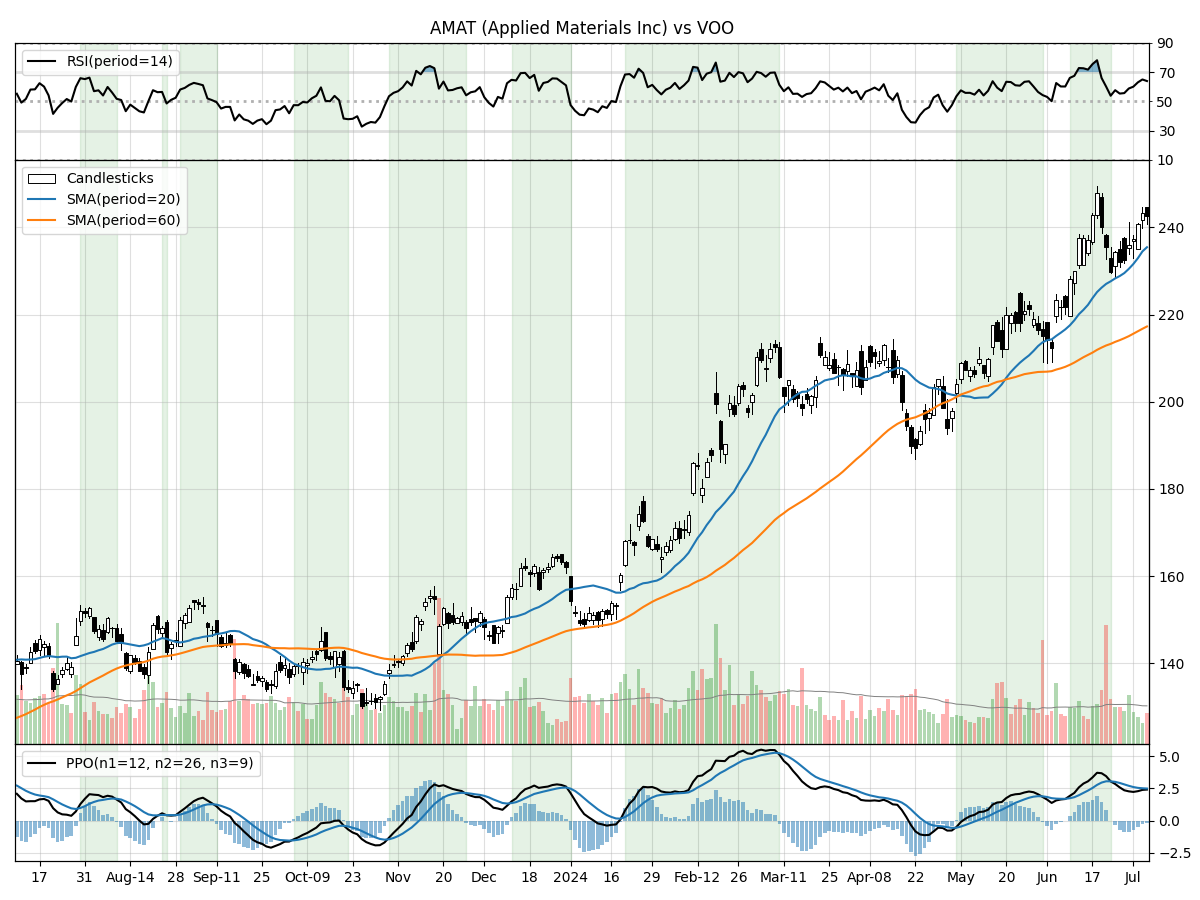 AMAT (Applied Materials Inc) vs VOO
RSI(period=14)
90
70
50
30
10
Candlesticks
SMA(period=20)
SMA(period=60)
240
220
200
180
160
140
PPO(n1=12, n2=26, n3=9)
5.0
2.5
0.0
−2.5
17 31 Aug-14 28 Sep-11 25 Oct-09 23 Nov 20 Dec 18 2024 16 29 Feb-12 26 Mar-11 25 Apr-08 22 May 20 Jun 17 Jul